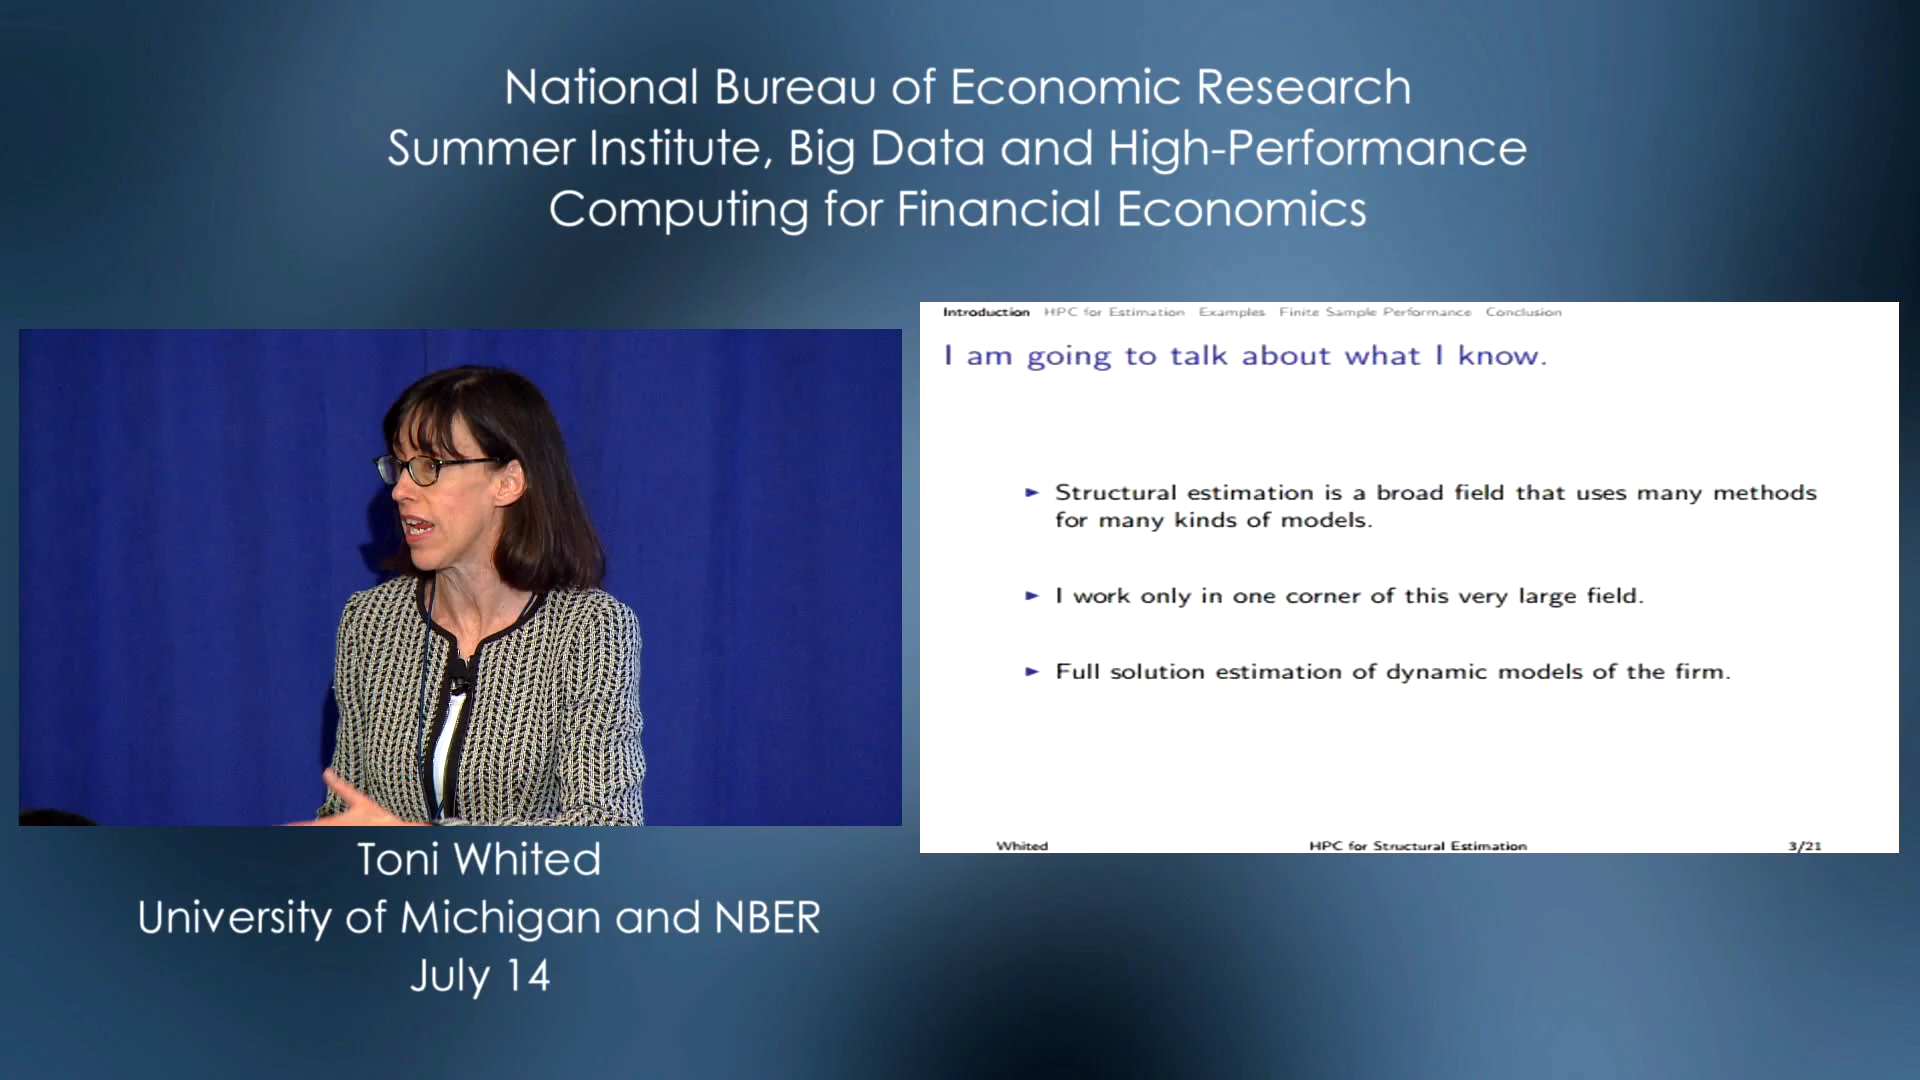 National Bureau of Economic Research
Summer Institute, Big Data and High-Performance
Computing for Financial Economics
Introduction HPC for Estimation Examples Finite Sample Performance Conclusion
I am going to talk about what I know.
► Structural estimation is a broad field that uses many methods
for many kinds of models.
► I work only in one corner of this very large field.
► Full solution estimation of dynamic models of the firm.
Whited HPC for Structural Estimation 3/21
Toni Whited
University of Michigan and NBER
July 14